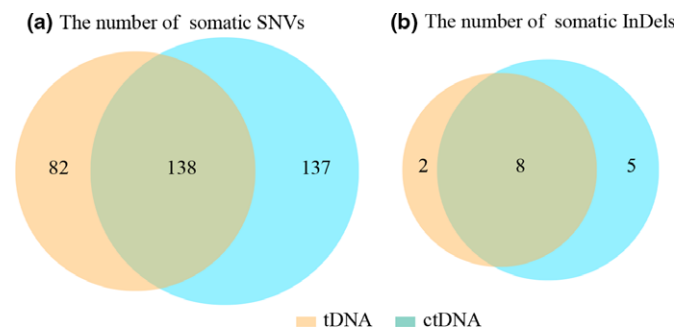 (a) The number of somatic SNVs
(b) The number of somatic InDels
82 138 137
2 8 5
tDNA ctDNA